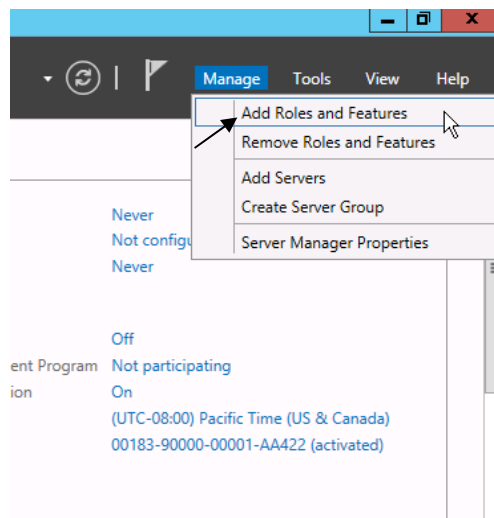 Manage Tools View Help
Add Roles and Features
Remove Roles and Features
Add Servers
Create Server Group
Server Manager Properties
Never
Not configu
Never
Off
ent Program Not participating
ion On
(UTC-08:00) Pacific Time (US & Canada)
00183-90000-00001-AA422 (activated)